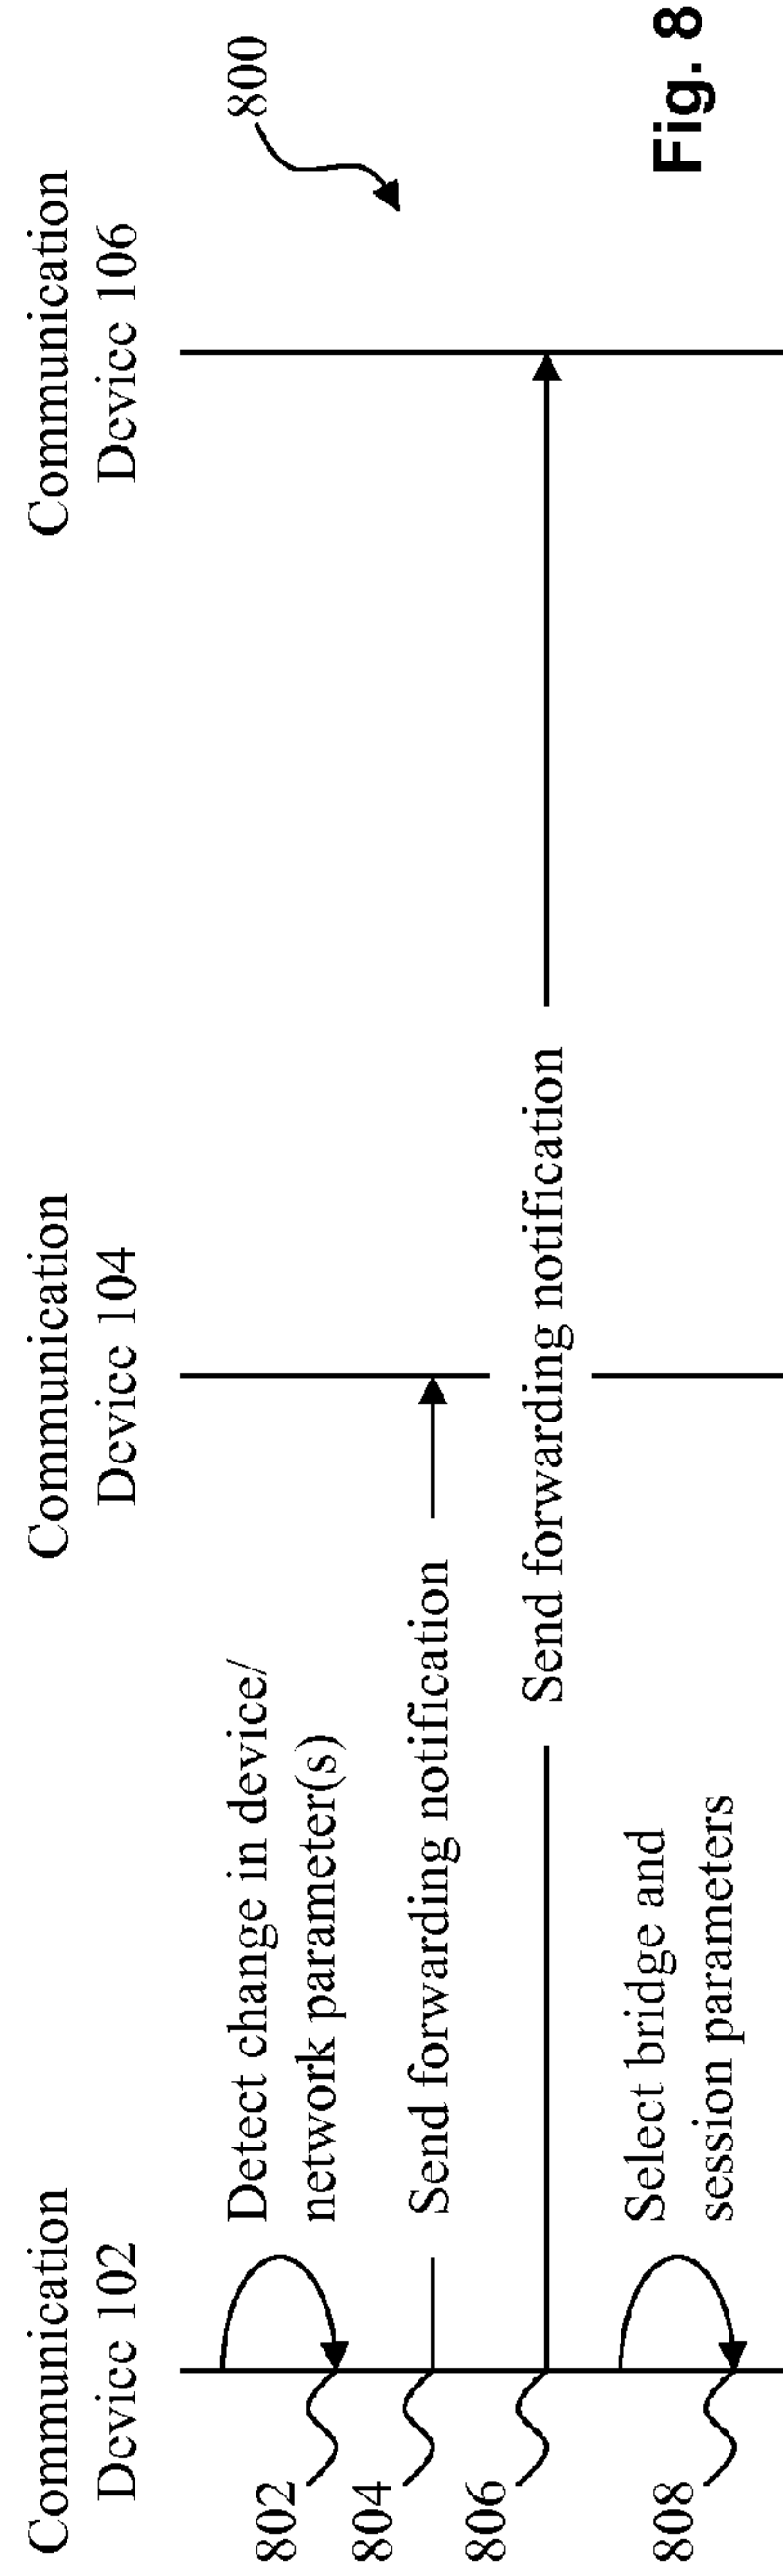 Communication
Device 102
Communication
Device 104
Communication
Device 106
800
802
Detect change in device/
network parameter(s)
804
Send forwarding notification
806
Send forwarding notification
808
Select bridge and
session parameters
Fig. 8